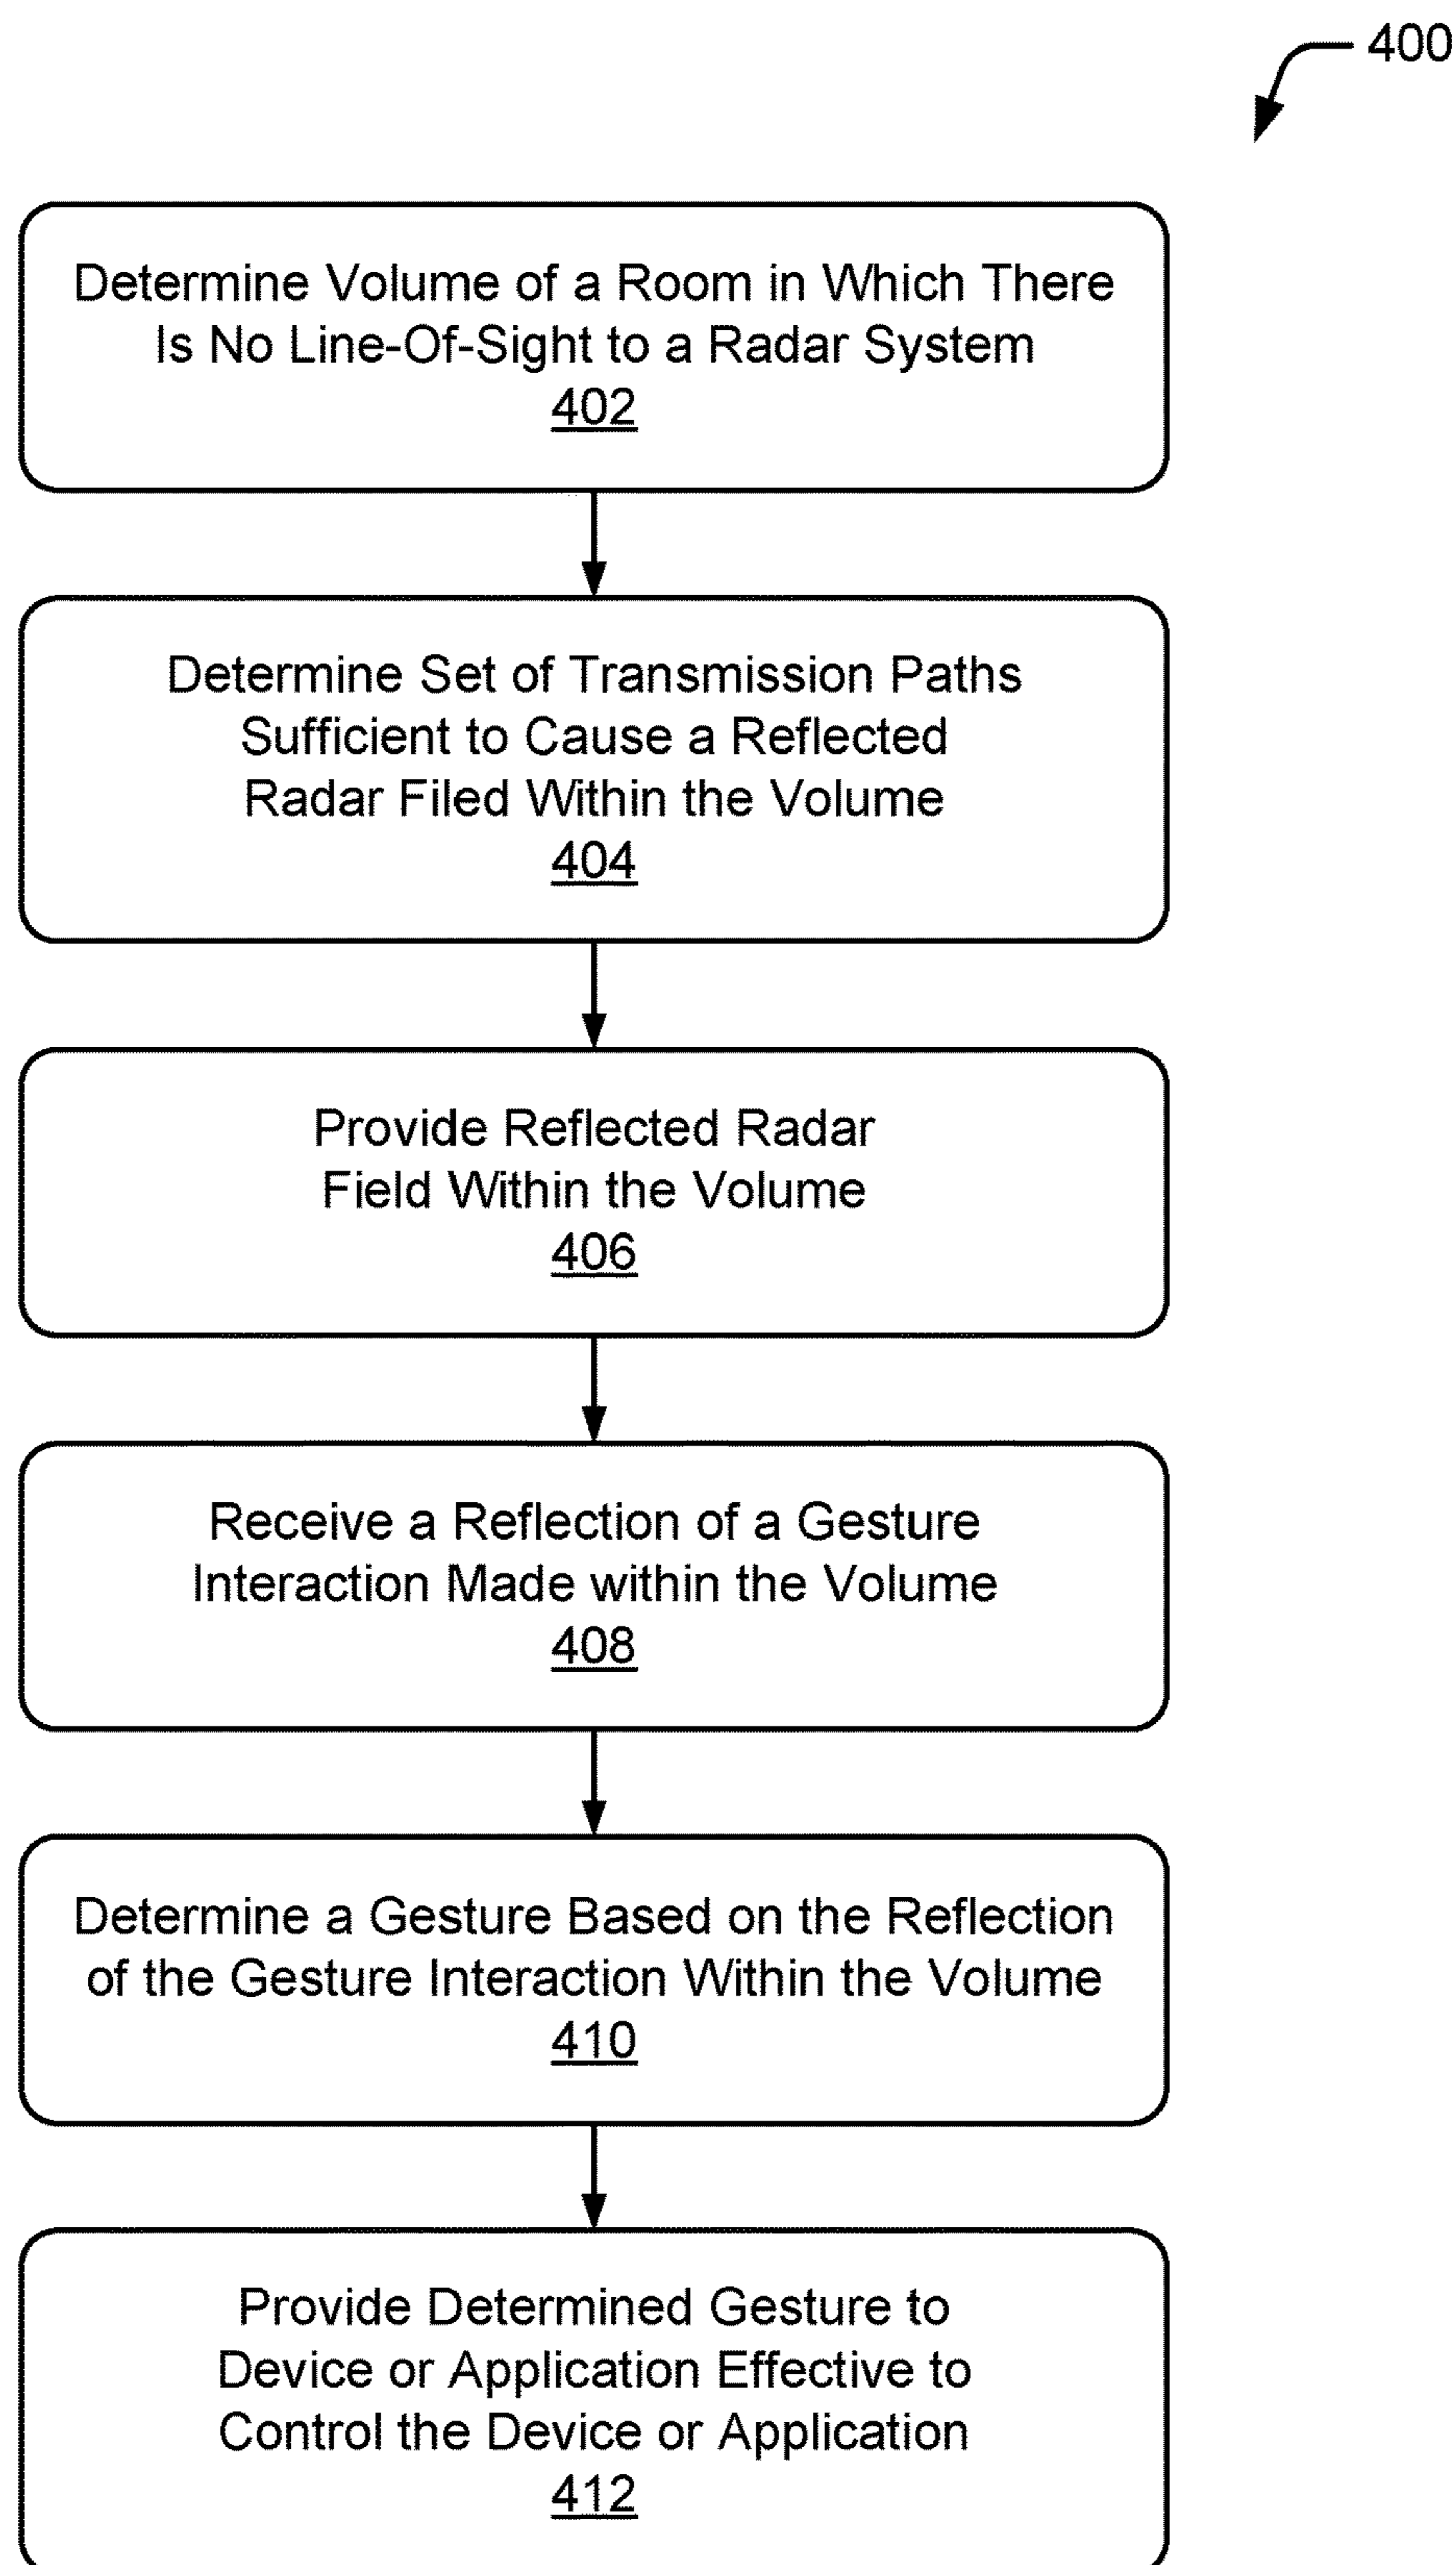 400
Determine Volume of a Room in Which There
Is No Line-Of-Sight to a Radar System
402
Determine Set of Transmission Paths
Sufficient to Cause a Reflected
Radar Filed Within the Volume
404
Provide Reflected Radar
Field Within the Volume
406
Receive a Reflection of a Gesture
Interaction Made within the Volume
408
Determine a Gesture Based on the Reflection
of the Gesture Interaction Within the Volume
410
Provide Determined Gesture to
Device or Application Effective to
Control the Device or Application
412